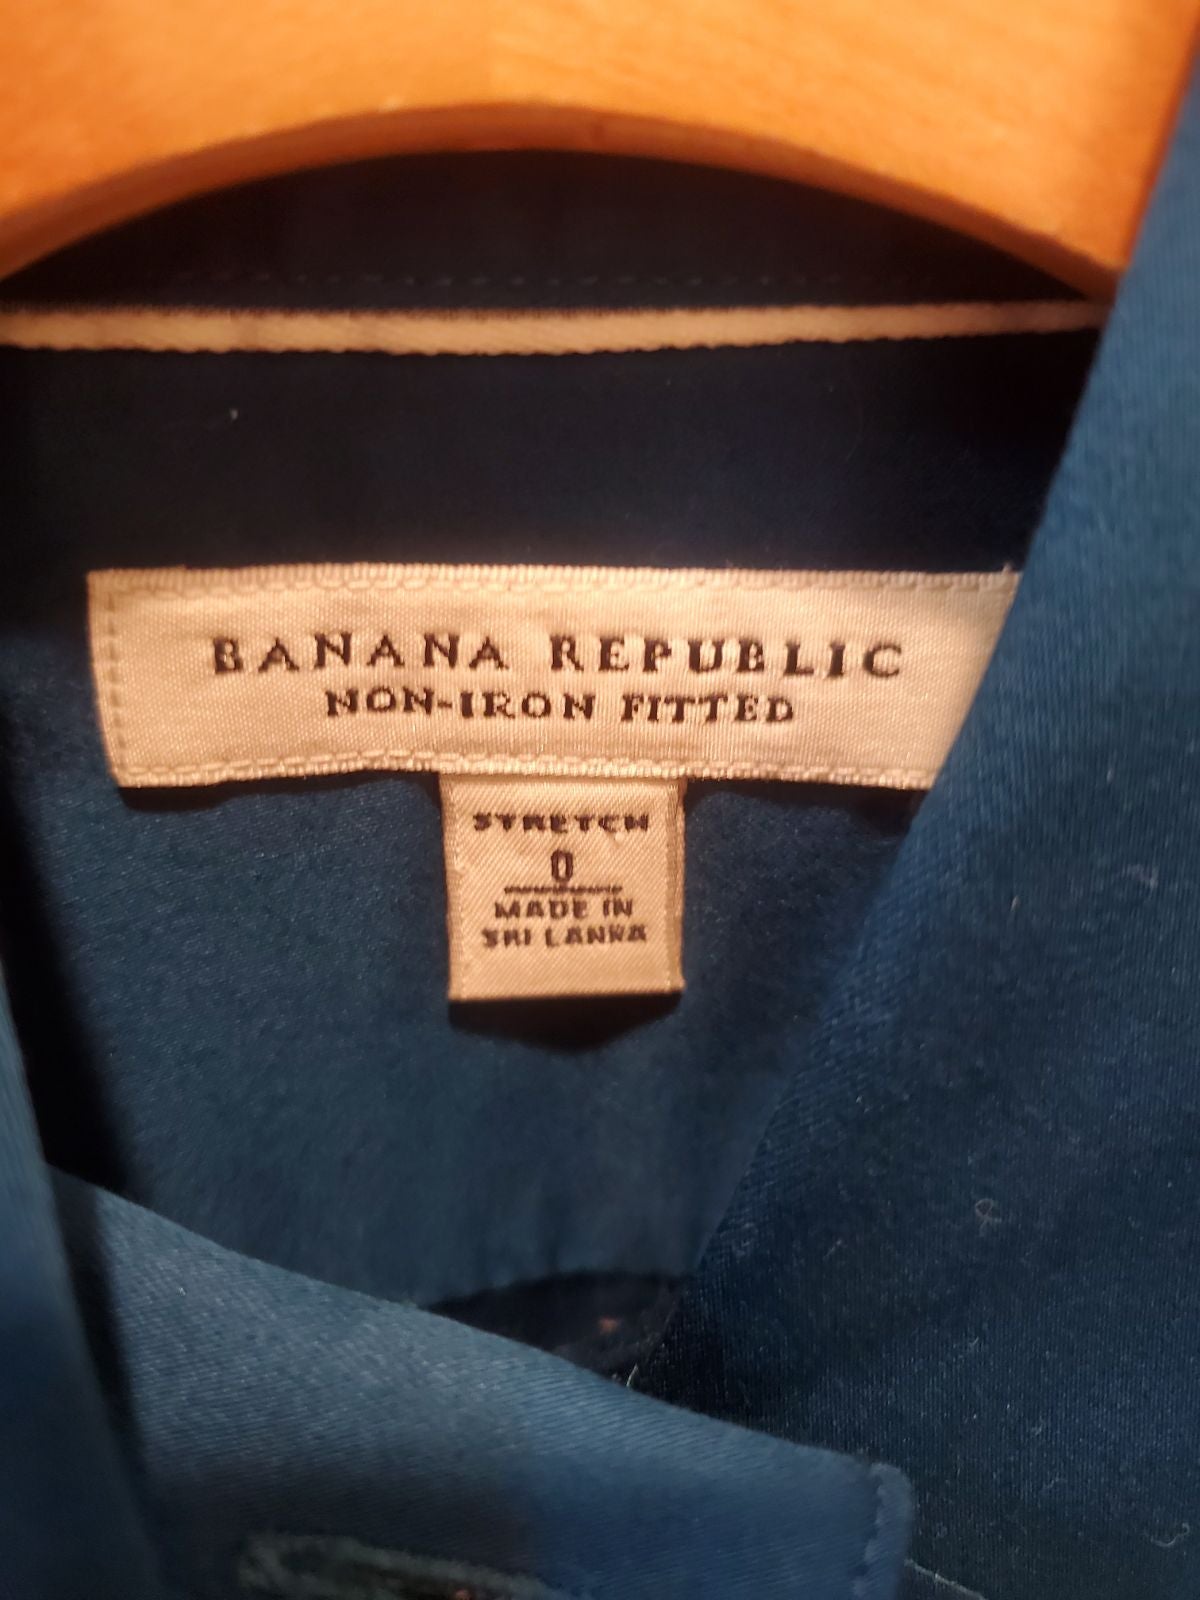 BANANA REPUBLIC
NON-IRON FITTED
STRETCH
0
MADE IN
SRI LANKA